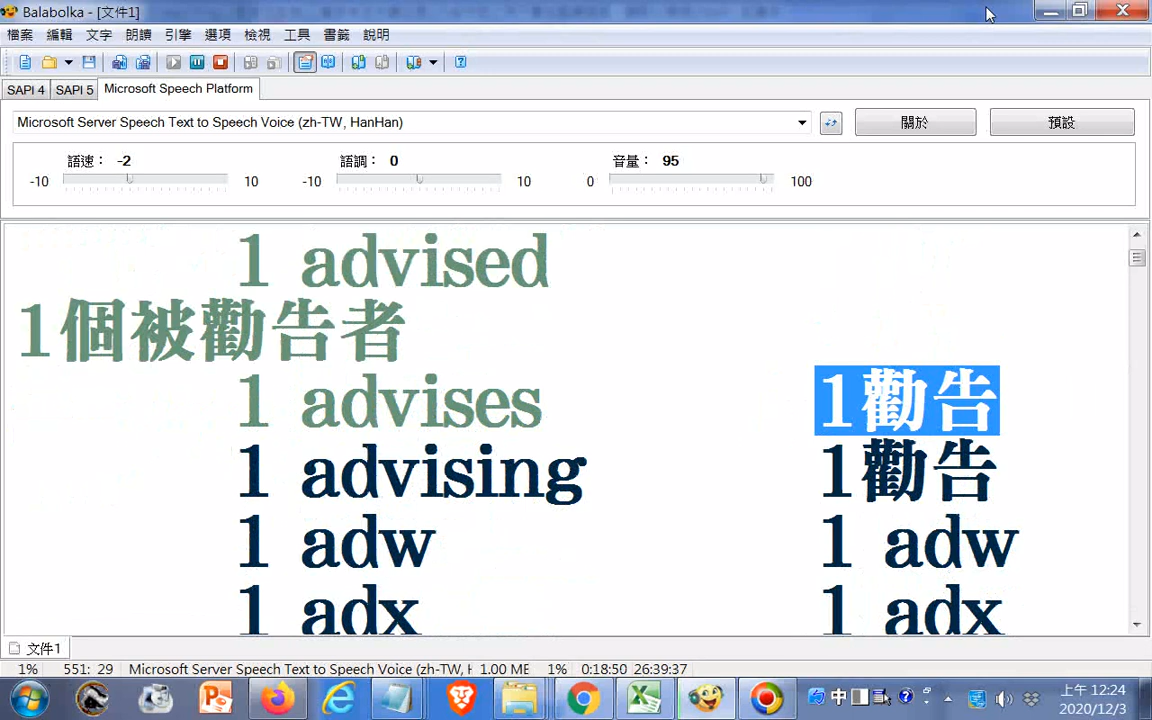 Balabolka - [文件1]
檔案 編輯 文字 朗讀 引擎 選項 檢視 工具 書籤 說明
SAPI 4 SAPI 5 Microsoft Speech Platform
Microsoft Server Speech Text to Speech Voice (zh-TW, HanHan) 關於 預設
語速： -2 語調： 0 音量： 95
-10 10 -10 10 0 100
1 advised
1個被勸告者
1 advises 1勸告
1 advising 1勸告
1 adw 1 adw
1 adx 1 adx
文件1
1% 551: 29 Microsoft Server Speech Text to Speech Voice (zh-TW, H 1.00 ME 1% 0:18:50 26:39:37
中 上午 12:24
2020/12/3